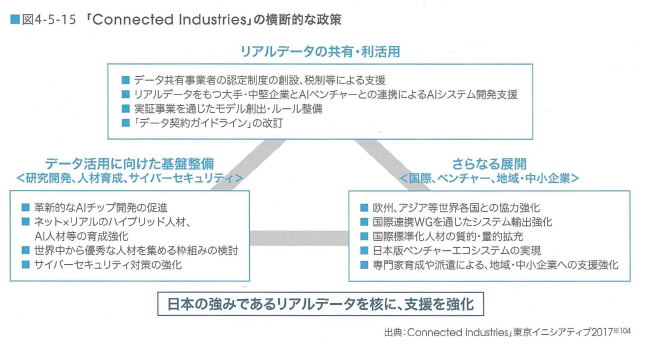 ■図4-5-15 「Connected Industries」の横断的な政策
リアルデータの共有・利活用
■ データ共有事業者の認定制度の創設、税制等による支援
■ リアルデータをもつ大手・中堅企業とAIベンチャーとの連携によるAIシステム開発支援
■ 実証事業を通じたモデル創出・ルール整備
■ 「データ契約ガイドライン」の改訂
データ活用に向けた基盤整備
<研究開発、人材育成、サイバーセキュリティ>
■ 革新的なAIチップ開発の促進
■ ネット×リアルのハイブリッド人材、
AI人材等の育成強化
■ 世界中から優秀な人材を集める枠組みの検討
■ サイバーセキュリティ対策の強化
さらなる展開
<国際、ベンチャー、地域・中小企業>
■ 欧州、アジア等世界各国との協力強化
■ 国際連携WGを通じたシステム輸出強化
■ 国際標準化人材の質的・量的拡充
■ 日本版ベンチャーエコシステムの実現
■ 専門家育成や派遣による、地域・中小企業への支援強化
日本の強みであるリアルデータを核に、支援を強化
出典:Connected Industries」東京イニシアティブ2017※104